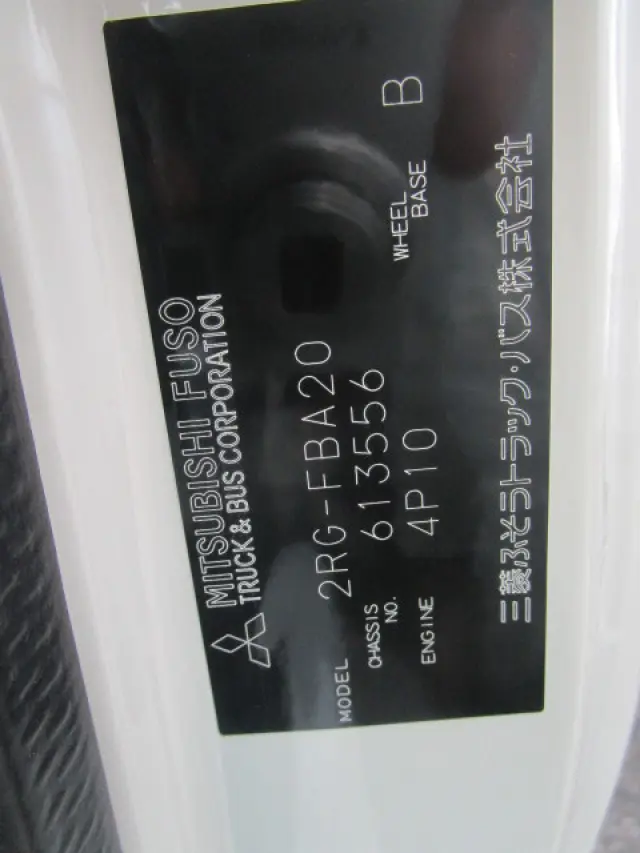 MITSUBISHI FUSO
TRUCK & BUS CORPORATION
MODEL 2RG-FBA20
CHASSIS NO. 613556
ENGINE 4P10
WHEEL BASE B
三菱ふそうトラック・バス株式会社